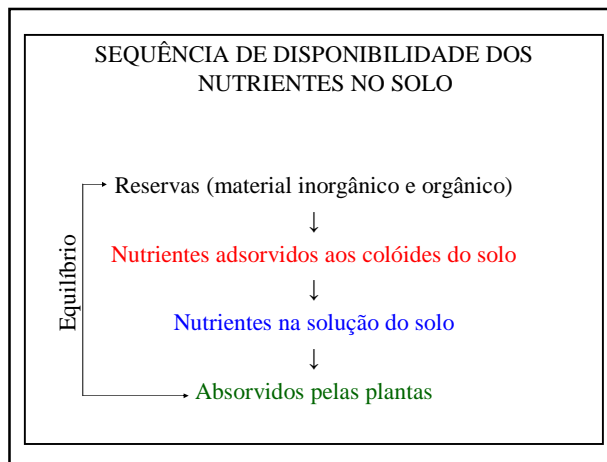 SEQUÊNCIA DE DISPONIBILIDADE DOS
NUTRIENTES NO SOLO
Reservas (material inorgânico e orgânico)
↓
Nutrientes adsorvidos aos colóides do solo
↓
Nutrientes na solução do solo
↓
Absorvidos pelas plantas
Equilíbrio